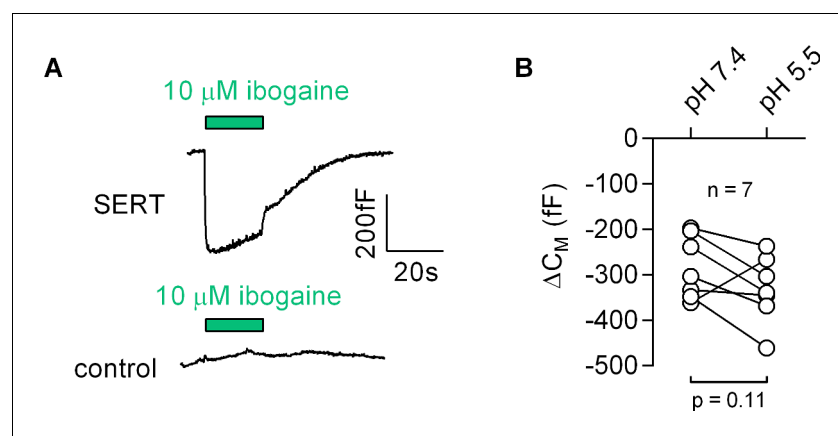 A
10 μM ibogaine
SERT
200fF
20s
10 μM ibogaine
control
B
pH 7.4
pH 5.5
ΔCM (fF)
0
-100
-200
-300
-400
-500
n = 7
p = 0.11